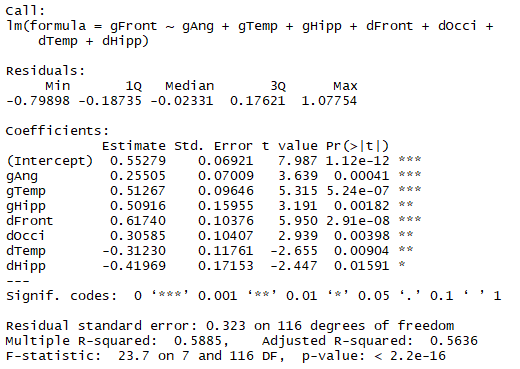 Call:
lm(formula = gFront ~ gAng + gTemp + gHipp + dFront + dOcci +
    dTemp + dHipp)
Residuals:
     Min       1Q   Median       3Q      Max
-0.79898 -0.18735 -0.02331  0.17621  1.07754
Coefficients:
            Estimate Std. Error t value Pr(>|t|)
(Intercept)  0.55279    0.06921   7.987 1.12e-12 ***
gAng         0.25505    0.07009   3.639  0.00041 ***
gTemp        0.51267    0.09646   5.315 5.24e-07 ***
gHipp        0.50916    0.15955   3.191  0.00182 **
dFront       0.61740    0.10376   5.950 2.91e-08 ***
dOcci        0.30585    0.10407   2.939  0.00398 **
dTemp       -0.31230    0.11761  -2.655  0.00904 **
dHipp       -0.41969    0.17153  -2.447  0.01591 *
---
Signif. codes:  0 ‘***’ 0.001 ‘**’ 0.01 ‘*’ 0.05 ‘.’ 0.1 ‘ ’ 1
Residual standard error: 0.323 on 116 degrees of freedom
Multiple R-squared:  0.5885,    Adjusted R-squared:  0.5636
F-statistic:  23.7 on 7 and 116 DF,  p-value: < 2.2e-16